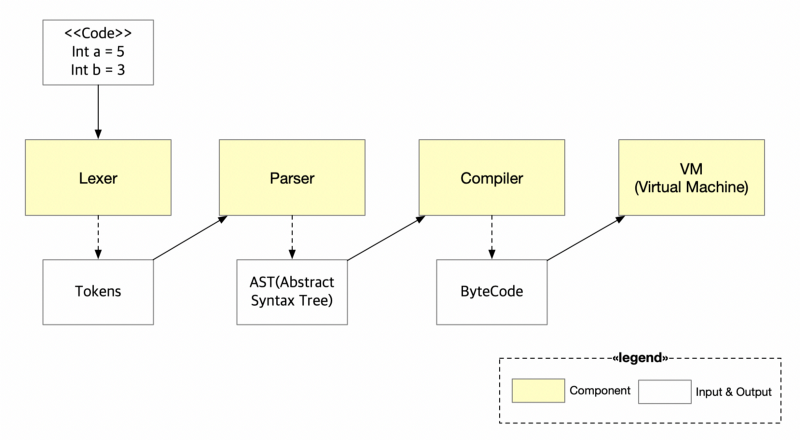 <<Code>>
Int a = 5
Int b = 3
Lexer
Parser
Compiler
VM
(Virtual Machine)
Tokens
AST(Abstract
Syntax Tree)
ByteCode
«legend»
Component
Input & Output